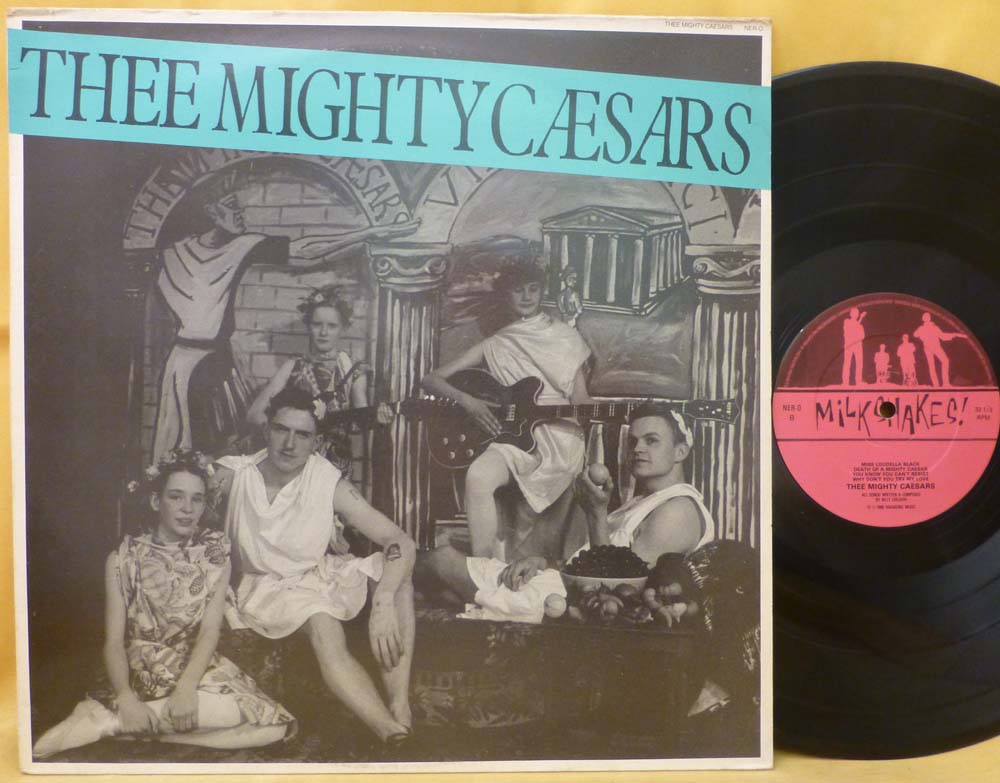 THEE MIGHTY CAESARS NER-O
THEE MIGHTY CÆSARS
CAESARS
VI
NER-O
B
MILKSHAKES!
33 1/3
RPM
MISS LOUDELLA BLACK
DEATH OF A MIGHTY CAESAR
YOU KNOW YOU CAN'T RESIST
WHY DON'T YOU TRY MY LOVE
THEE MIGHTY CAESARS
ALL SONGS WRITTEN & COMPOSED
BY BILLY CHILDISH